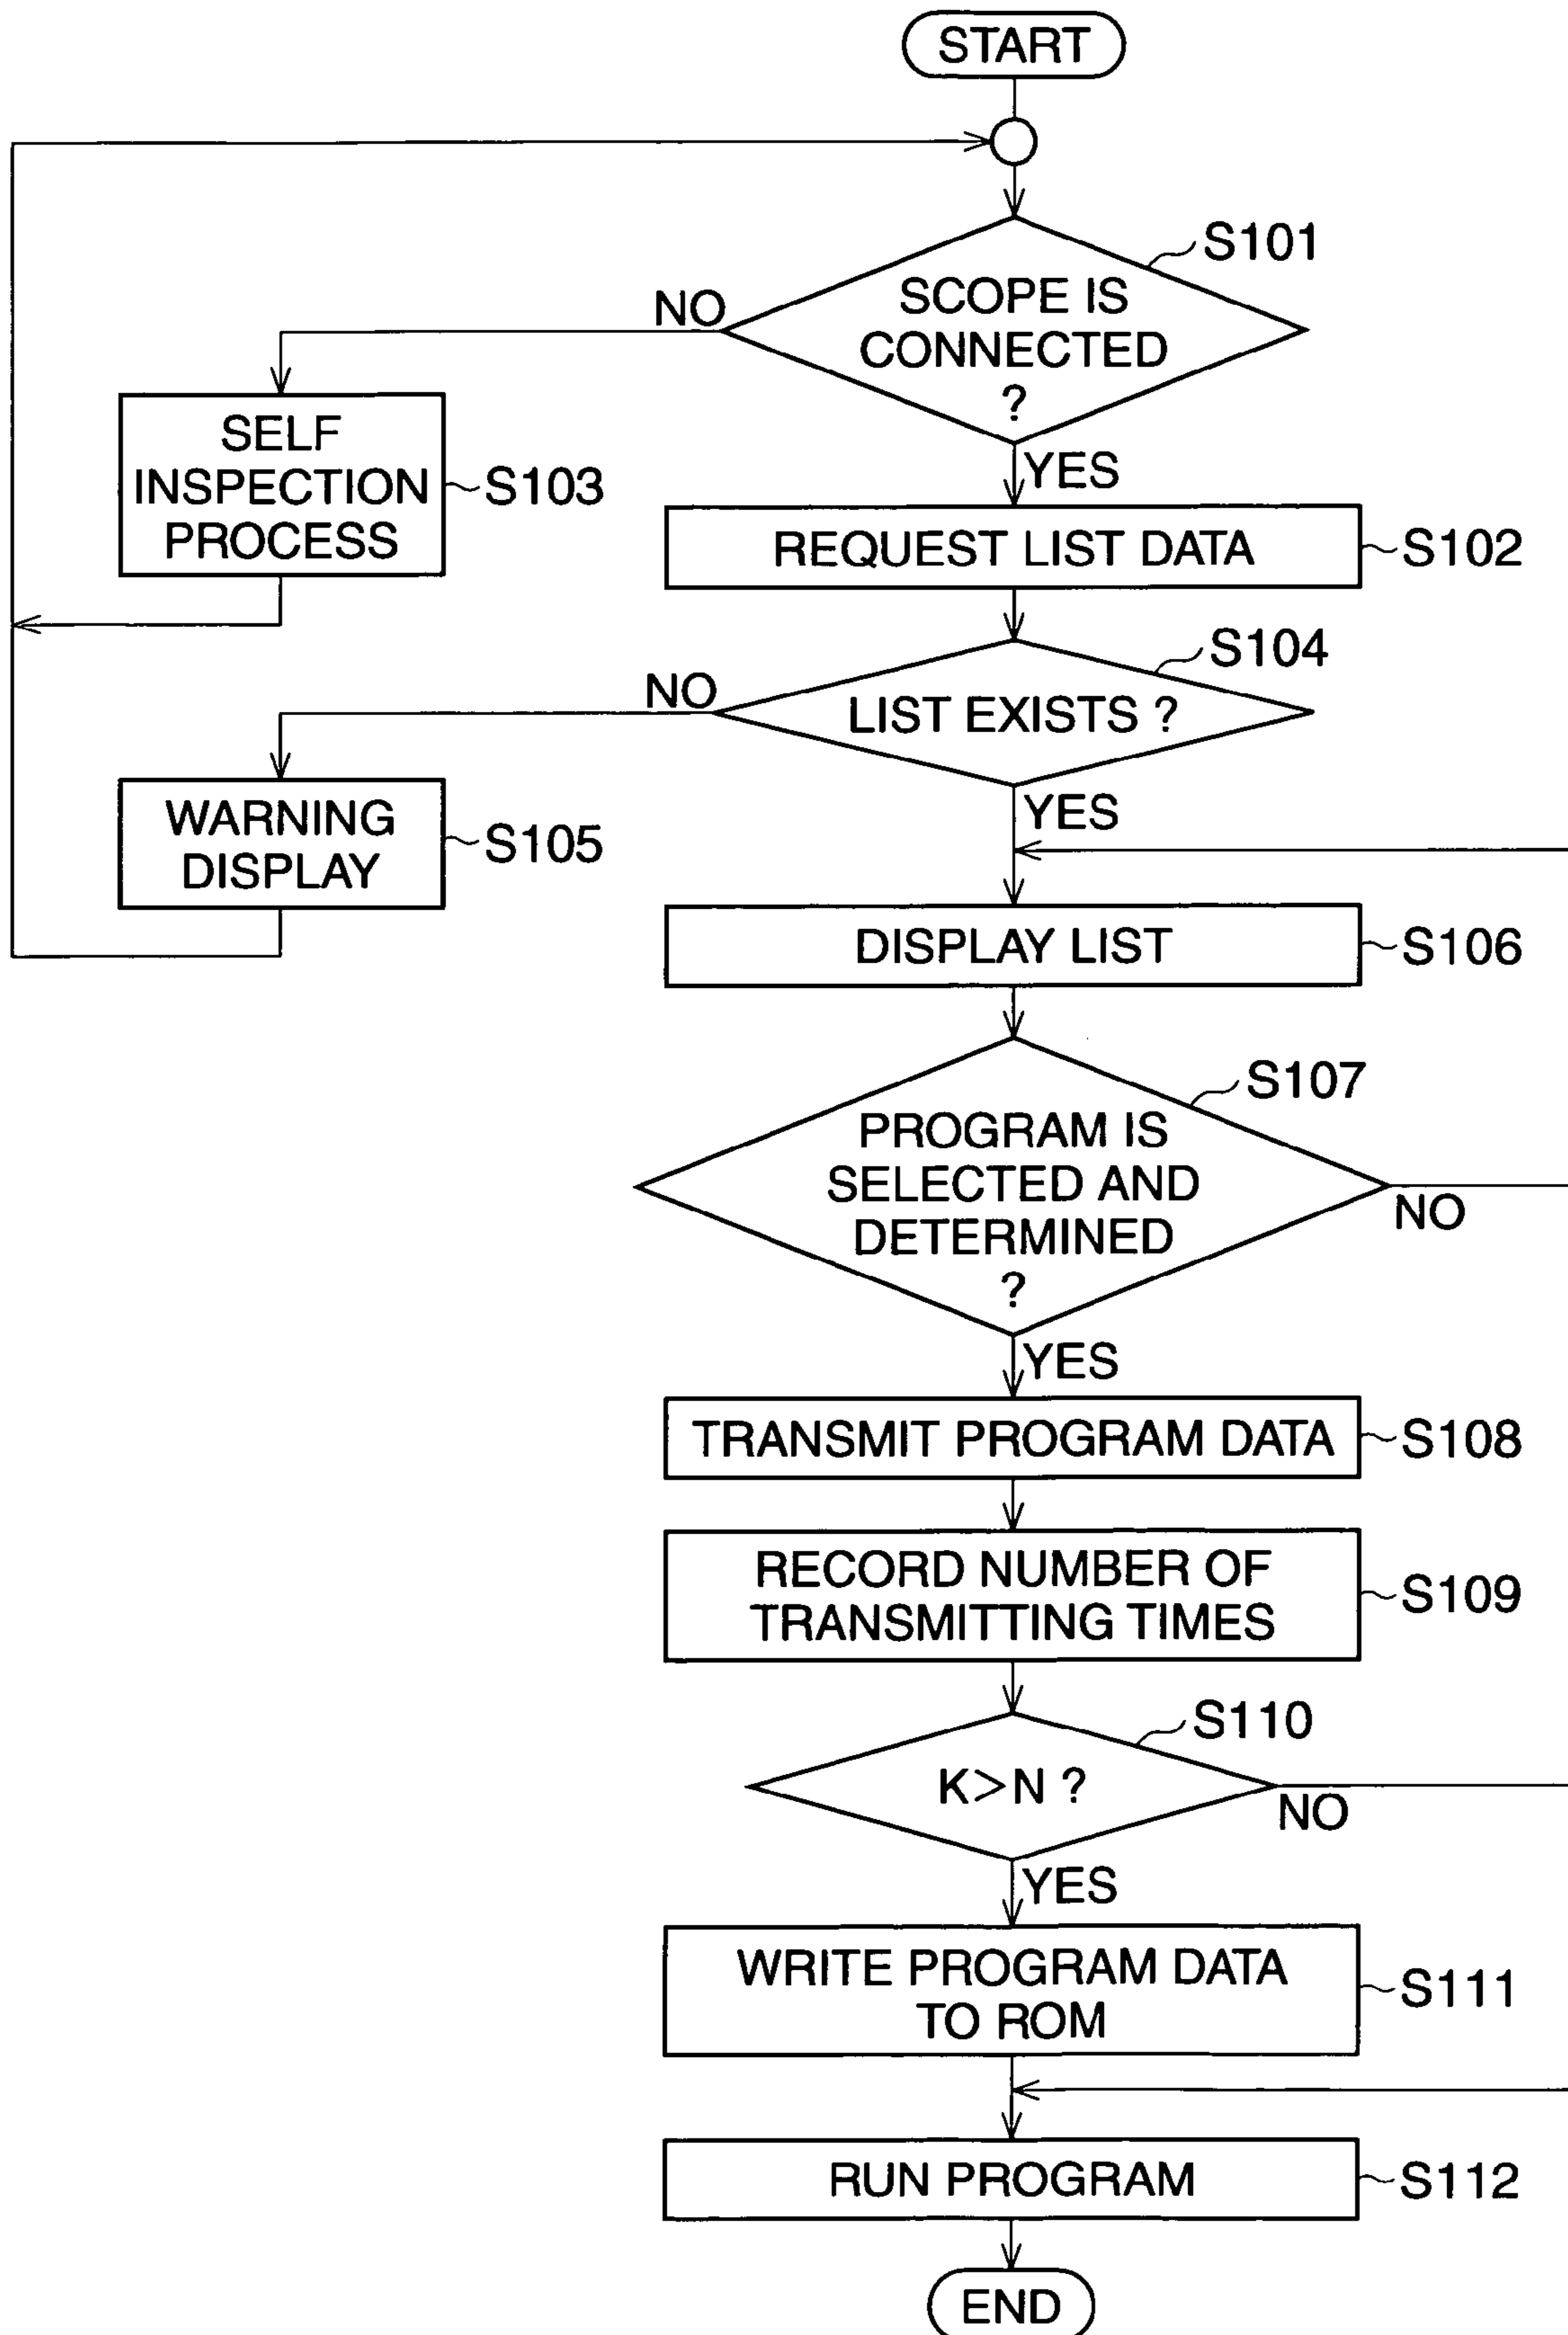 START
S101
SCOPE IS
CONNECTED
?
NO
YES
SELF
INSPECTION
PROCESS
S103
REQUEST LIST DATA
S102
S104
LIST EXISTS ?
NO
YES
WARNING
DISPLAY
S105
DISPLAY LIST
S106
S107
PROGRAM IS
SELECTED AND
DETERMINED
?
NO
YES
TRANSMIT PROGRAM DATA
S108
RECORD NUMBER OF
TRANSMITTING TIMES
S109
S110
K>N ?
NO
YES
WRITE PROGRAM DATA
TO ROM
S111
RUN PROGRAM
S112
END